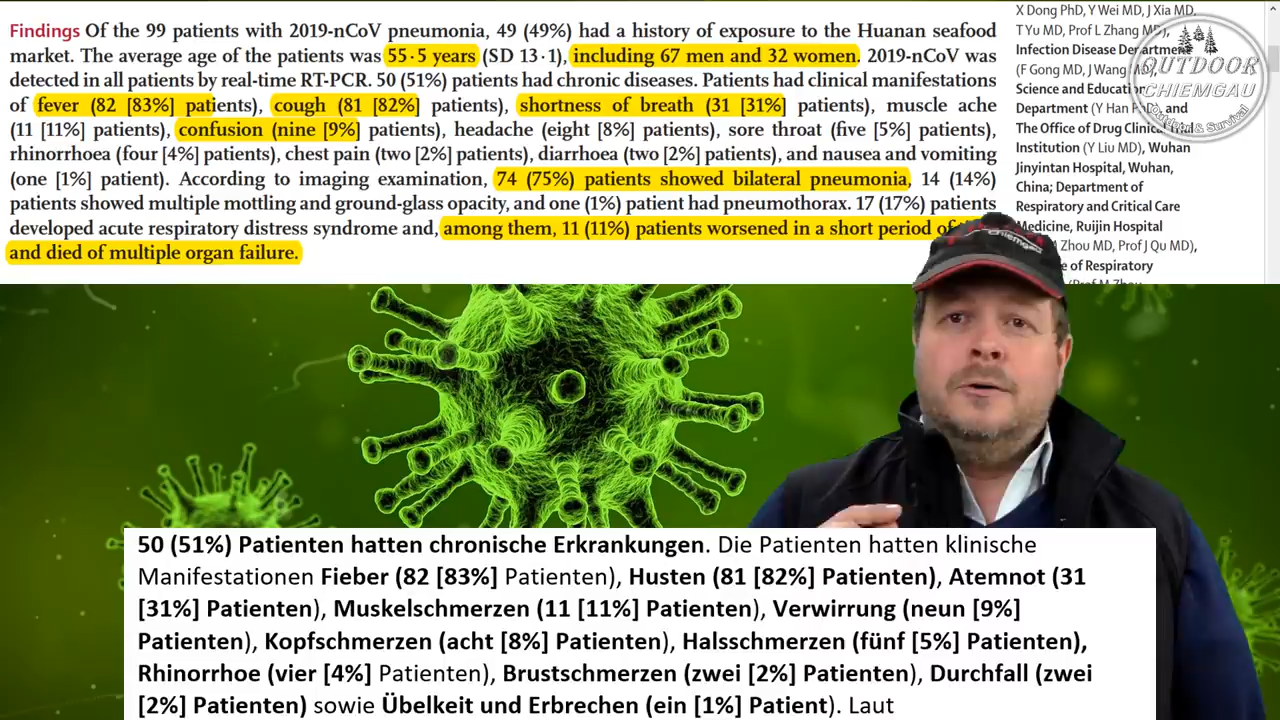 Findings Of the 99 patients with 2019-nCoV pneumonia, 49 (49%) had a history of exposure to the Huanan seafood
market. The average age of the patients was 55·5 years (SD 13·1), including 67 men and 32 women. 2019-nCoV was
detected in all patients by real-time RT-PCR. 50 (51%) patients had chronic diseases. Patients had clinical manifestations
of fever (82 [83%] patients), cough (81 [82%] patients), shortness of breath (31 [31%] patients), muscle ache
(11 [11%] patients), confusion (nine [9%] patients), headache (eight [8%] patients), sore throat (five [5%] patients),
rhinorrhoea (four [4%] patients), chest pain (two [2%] patients), diarrhoea (two [2%] patients), and nausea and vomiting
(one [1%] patient). According to imaging examination, 74 (75%) patients showed bilateral pneumonia, 14 (14%)
patients showed multiple mottling and ground-glass opacity, and one (1%) patient had pneumothorax. 17 (17%) patients
developed acute respiratory distress syndrome and, among them, 11 (11%) patients worsened in a short period of
and died of multiple organ failure.
X Dong PhD, Y Wei MD, J Xia MD,
T Yu MD, Prof L Zhang MD),
Infection Disease Department
(F Gong MD, J Wang MD),
Science and Education
Department (Y Han PhD), and
The Office of Drug Clinical
Institution (Y Liu MD), Wuhan
Jinyintan Hospital, Wuhan,
China; Department of
Respiratory and Critical Care
Medicine, Ruijin Hospital
Zhou MD, Prof J Qu MD),
of Respiratory
(Prof M Zhou
OUTDOOR
CHIEMGAU
Outdoor & Survival
Chiemgau
50 (51%) Patienten hatten chronische Erkrankungen. Die Patienten hatten klinische
Manifestationen Fieber (82 [83%] Patienten), Husten (81 [82%] Patienten), Atemnot (31
[31%] Patienten), Muskelschmerzen (11 [11%] Patienten), Verwirrung (neun [9%]
Patienten), Kopfschmerzen (acht [8%] Patienten), Halsschmerzen (fünf [5%] Patienten),
Rhinorrhoe (vier [4%] Patienten), Brustschmerzen (zwei [2%] Patienten), Durchfall (zwei
[2%] Patienten) sowie Übelkeit und Erbrechen (ein [1%] Patient). Laut